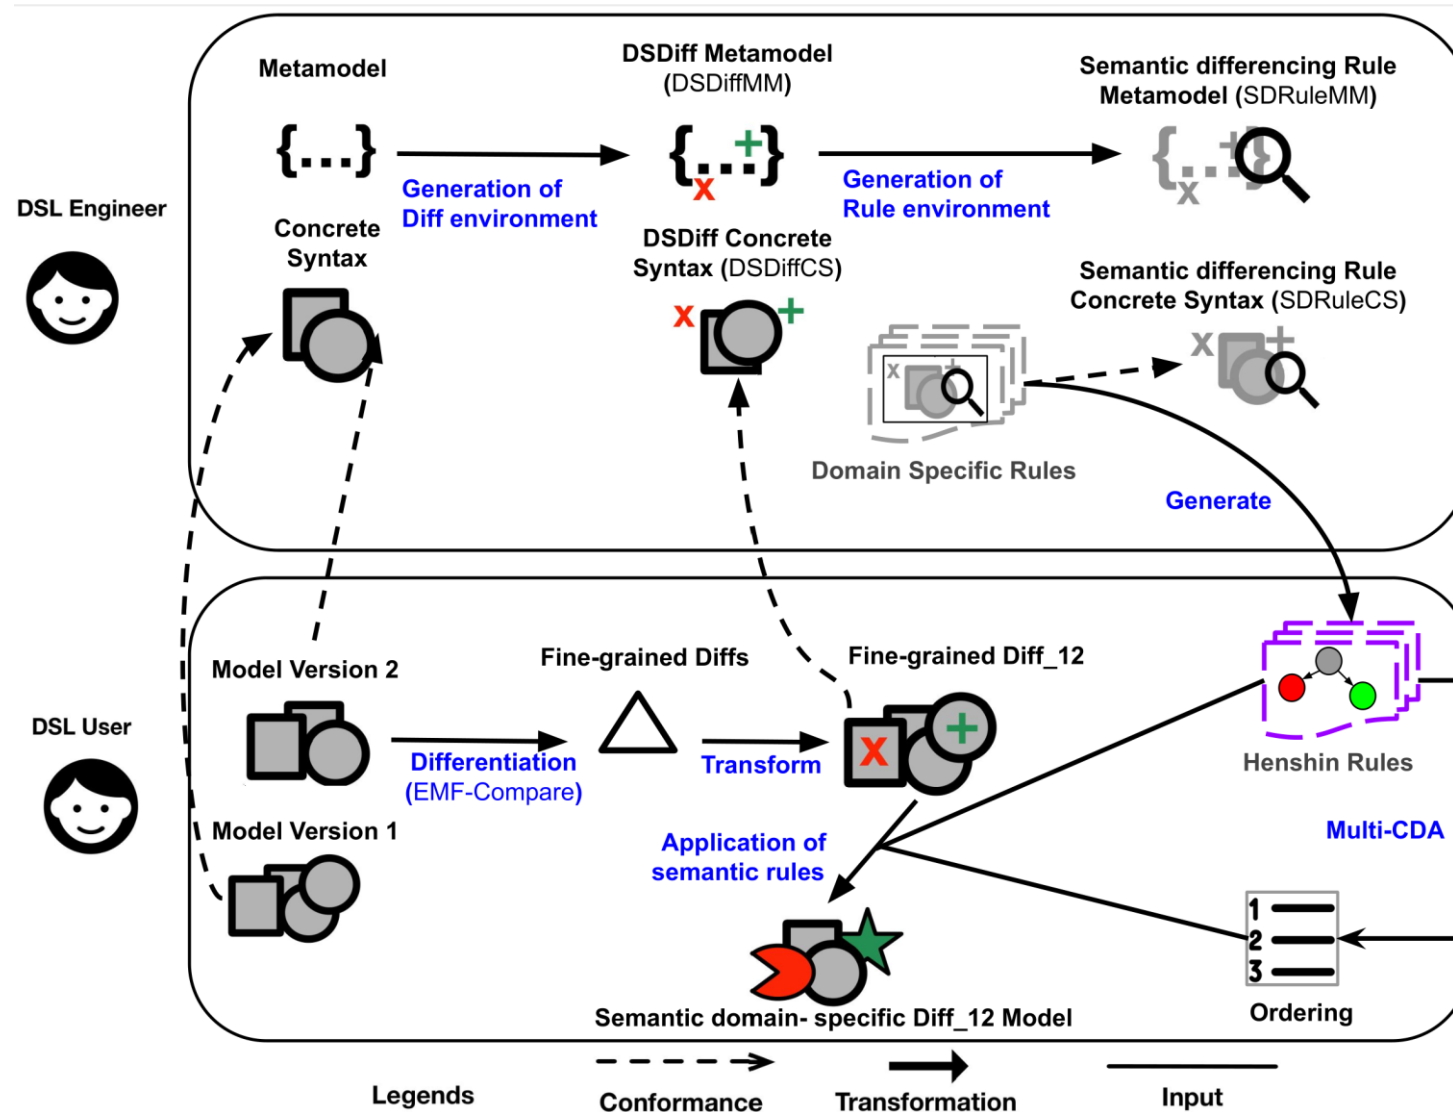 Metamodel
DSDiff Metamodel
(DSDiffMM)
Semantic differencing Rule
Metamodel (SDRuleMM)
{...}
{...}
+
x
{...}
+
x
Generation of
Diff environment
Generation of
Rule environment
DSL Engineer
Concrete
Syntax
DSDiff Concrete
Syntax (DSDiffCS)
x
+
Semantic differencing Rule
Concrete Syntax (SDRuleCS)
x
+
x
+
Domain Specific Rules
Generate
Model Version 2
Fine-grained Diffs
Fine-grained Diff_12
DSL User
Differentiation
(EMF-Compare)
Transform
X
+
Henshin Rules
Model Version 1
Application of
semantic rules
Multi-CDA
1
2
3
Ordering
Semantic domain- specific Diff_12 Model
Legends
Conformance
Transformation
Input